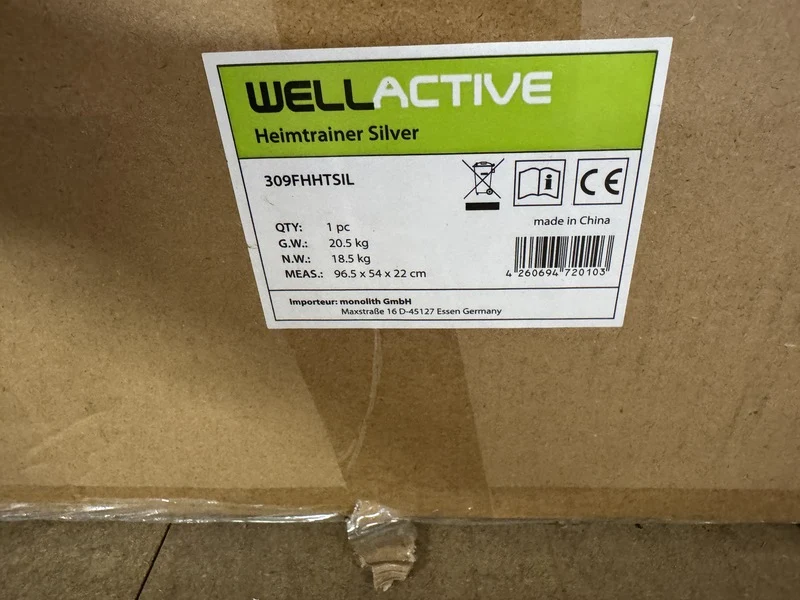 WELLACTIVE
Heimtrainer Silver
309FHHTSIL
CE
made in China
QTY: 1 pc
G.W.: 20.5 kg
N.W.: 18.5 kg
MEAS.: 96.5 x 54 x 22 cm
4 260694 720103
Importeur: monolith GmbH
Maxstraße 16 D-45127 Essen Germany